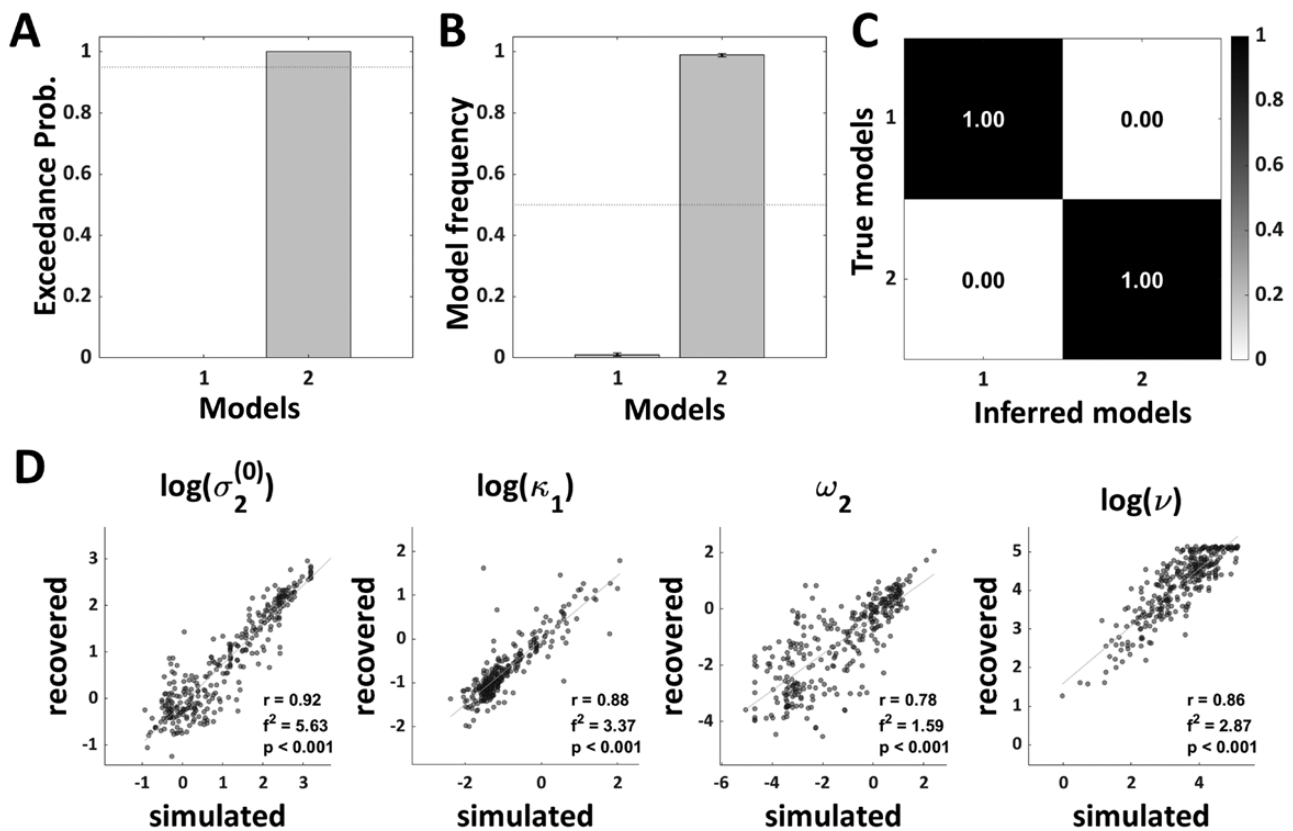 A
Exceedance Prob.
1
0.8
0.6
0.4
0.2
0
1
2
Models
B
Model frequency
1
0.8
0.6
0.4
0.2
0
1
2
Models
C
True models
1
2
1.00
0.00
0.00
1.00
1
2
Inferred models
1
0.8
0.6
0.4
0.2
0
D
log(σ₂⁽⁰⁾)
recovered
3
2
1
0
-1
r = 0.92
f² = 5.63
p < 0.001
-1
0
1
2
3
simulated
log(κ₁)
recovered
2
1
0
-1
-2
r = 0.88
f² = 3.37
p < 0.001
-2
0
2
simulated
ω₂
recovered
2
0
-2
-4
r = 0.78
f² = 1.59
p < 0.001
-6
-4
-2
0
2
simulated
log(ν)
recovered
5
4
3
2
1
0
r = 0.86
f² = 2.87
p < 0.001
0
2
4
simulated